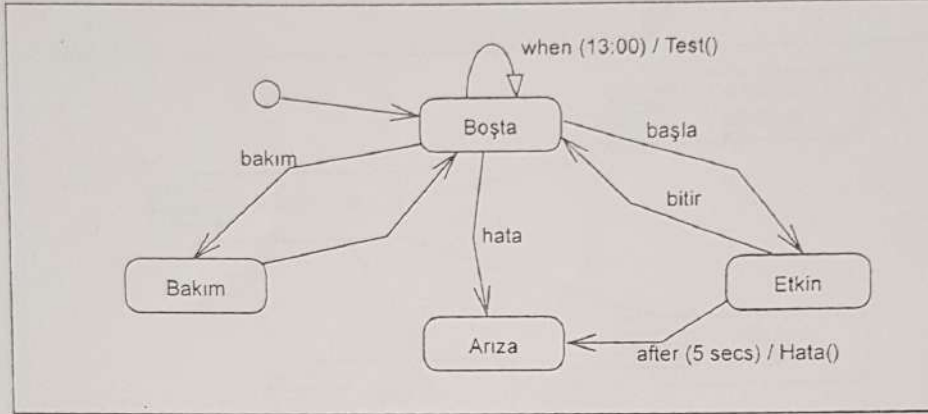 when (13:00) / Test()
Boşta
başla
bakım
bitir
hata
Bakım
Etkin
Arıza
after (5 secs) / Hata()